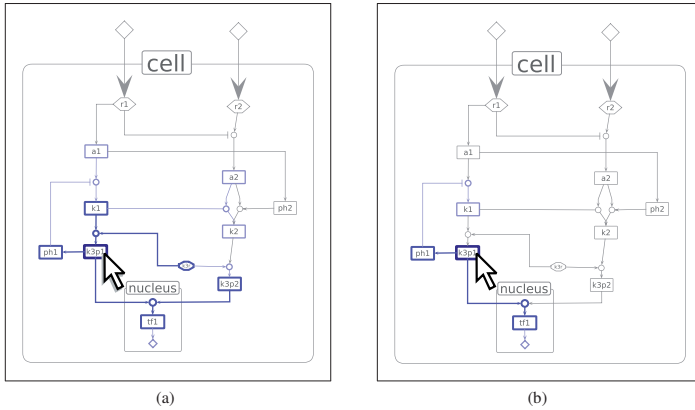 cell
cell
r1
r2
r1
r2
a1
a1
a2
a2
k1
ph2
k1
ph2
k2
k2
ph1
k3p1
ph1
k3p1
k3p2
k3p2
nucleus
nucleus
tf1
tf1
(a)
(b)